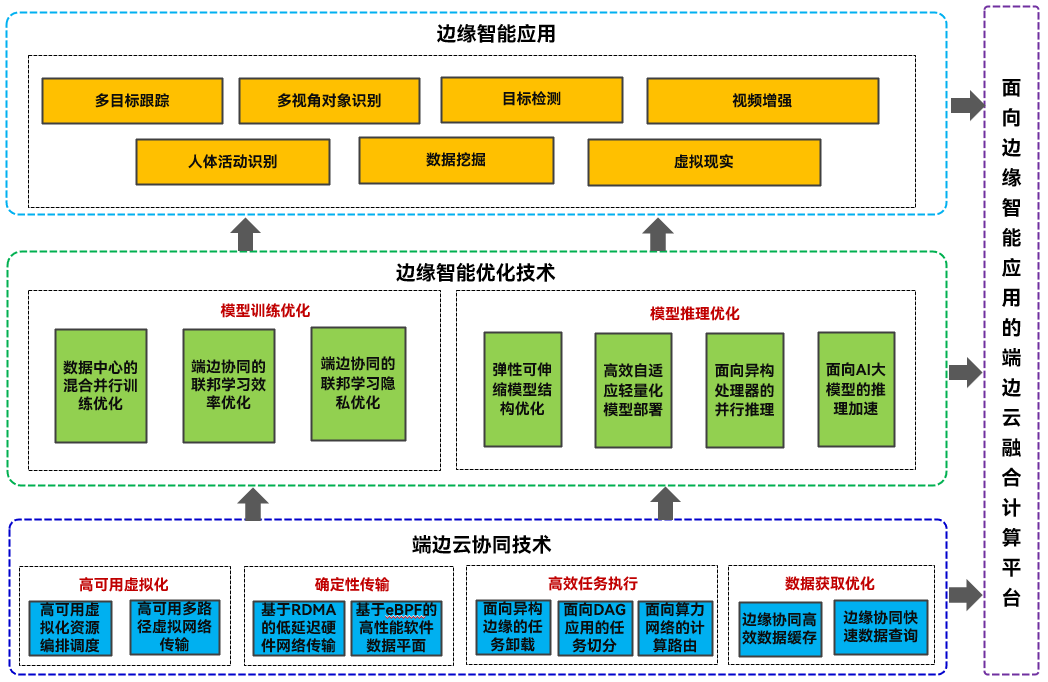 边缘智能应用
多目标跟踪
多视角对象识别
目标检测
视频增强
人体活动识别
数据挖掘
虚拟现实
边缘智能优化技术
模型训练优化
数据中心的
混合并行训
练优化
端边协同的
联邦学习效
率优化
端边协同的
联邦学习隐
私优化
模型推理优化
弹性可伸
缩模型结
构优化
高效自适
应轻量化
模型部署
面向异构
处理器的
并行推理
面向AI大
模型的推
理加速
端边云协同技术
高可用虚拟化
高可用虚
拟化资源
编排调度
高可用多路
径虚拟网络
传输
确定性传输
基于RDMA
的低延迟硬
件网络传输
基于eBPF的
高性能软件
数据平面
高效任务执行
面向异构
边缘的任
务卸载
面向DAG
应用的任
务切分
面向算力
网络的计
算路由
数据获取优化
边缘协同高
效数据缓存
边缘协同快
速数据查询
面向边缘智能应用的端边云融合计算平台